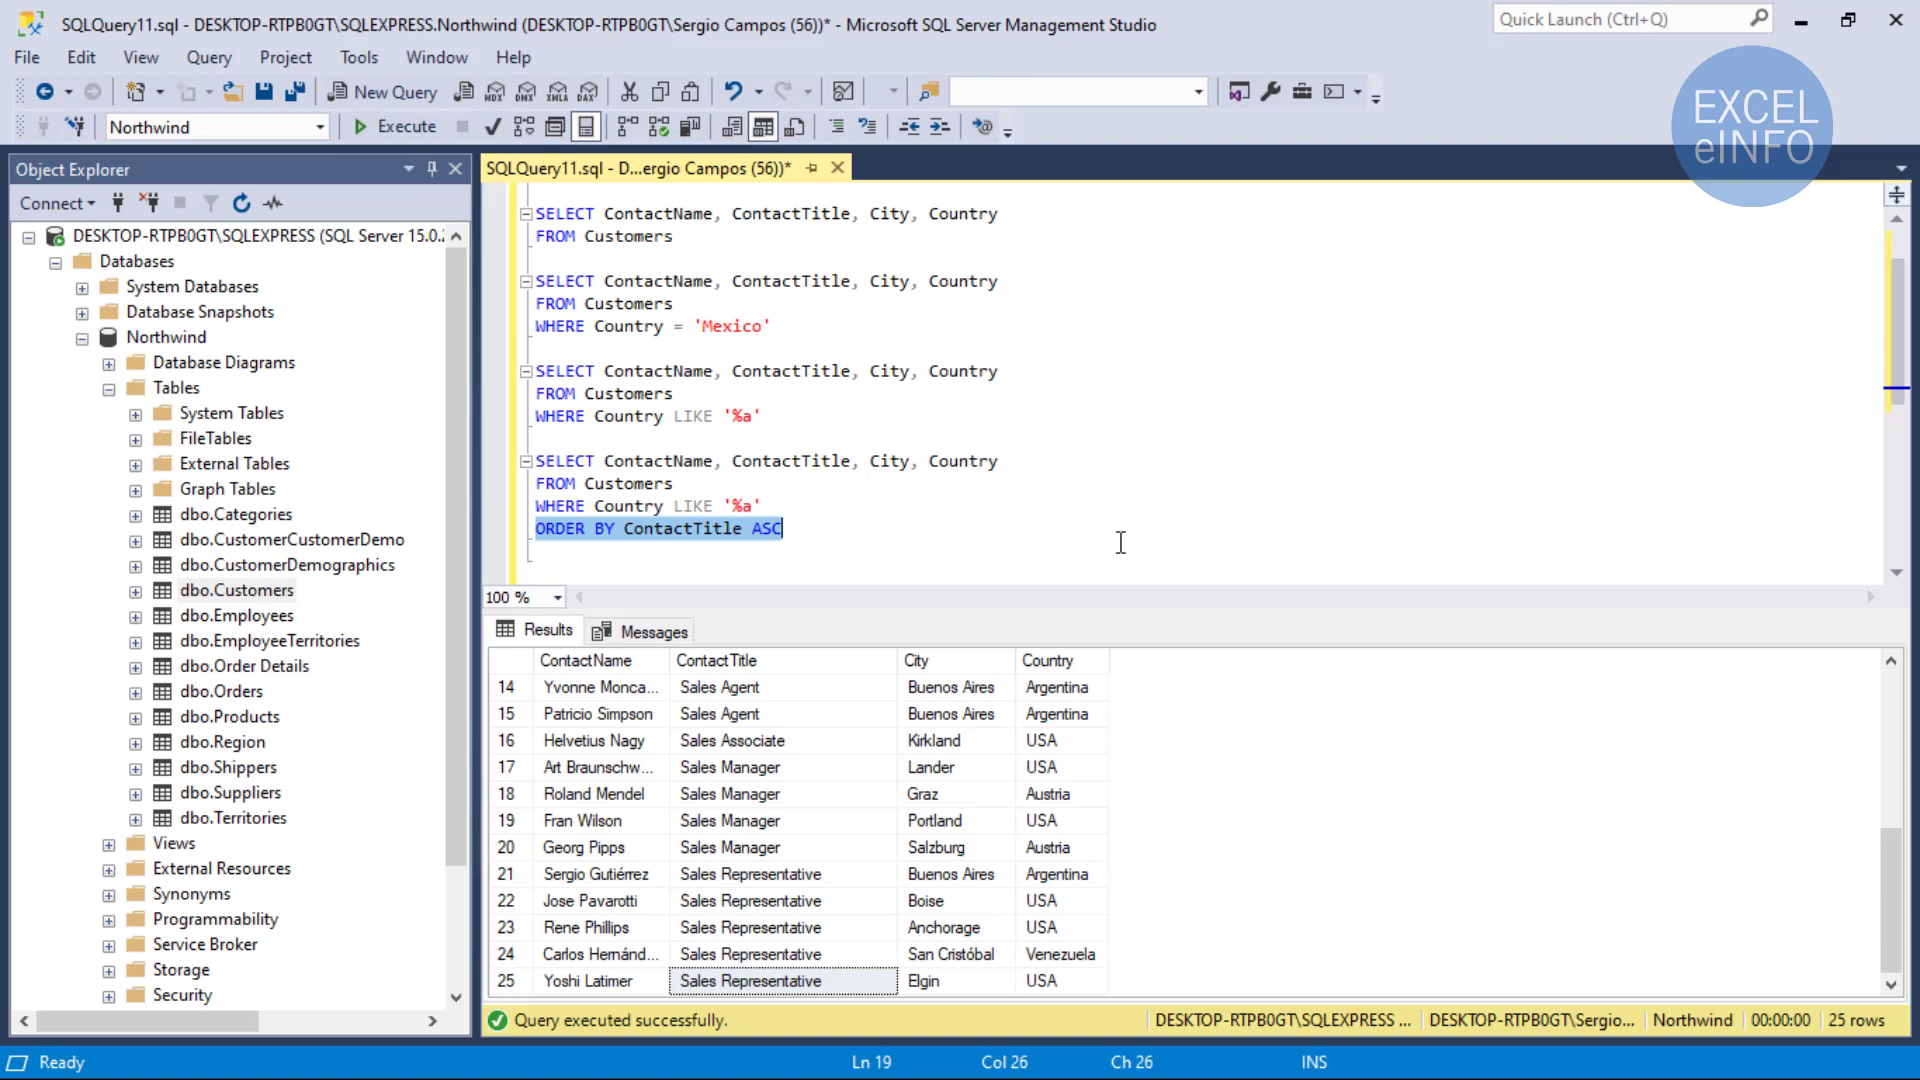 SQLQuery11.sql - DESKTOP-RTPB0GT\SQLEXPRESS.Northwind (DESKTOP-RTPB0GT\Sergio Campos (56))* - Microsoft SQL Server Management Studio
Quick Launch (Ctrl+Q)
File Edit View Query Project Tools Window Help
New Query
MDX DMX XMLA DAX
Northwind
Execute
EXCEL
eINFO
Object Explorer
Connect
DESKTOP-RTPB0GT\SQLEXPRESS (SQL Server 15.0.2
Databases
System Databases
Database Snapshots
Northwind
Database Diagrams
Tables
System Tables
FileTables
External Tables
Graph Tables
dbo.Categories
dbo.CustomerCustomerDemo
dbo.CustomerDemographics
dbo.Customers
dbo.Employees
dbo.EmployeeTerritories
dbo.Order Details
dbo.Orders
dbo.Products
dbo.Region
dbo.Shippers
dbo.Suppliers
dbo.Territories
Views
External Resources
Synonyms
Programmability
Service Broker
Storage
Security
SQLQuery11.sql - D...ergio Campos (56))*
SELECT ContactName, ContactTitle, City, Country
FROM Customers
SELECT ContactName, ContactTitle, City, Country
FROM Customers
WHERE Country = 'Mexico'
SELECT ContactName, ContactTitle, City, Country
FROM Customers
WHERE Country LIKE '%a'
SELECT ContactName, ContactTitle, City, Country
FROM Customers
WHERE Country LIKE '%a'
ORDER BY ContactTitle ASC
100 %
Results Messages
ContactName ContactTitle City Country
14 Yvonne Monca... Sales Agent Buenos Aires Argentina
15 Patricio Simpson Sales Agent Buenos Aires Argentina
16 Helvetius Nagy Sales Associate Kirkland USA
17 Art Braunschw... Sales Manager Lander USA
18 Roland Mendel Sales Manager Graz Austria
19 Fran Wilson Sales Manager Portland USA
20 Georg Pipps Sales Manager Salzburg Austria
21 Sergio Gutiérrez Sales Representative Buenos Aires Argentina
22 Jose Pavarotti Sales Representative Boise USA
23 Rene Phillips Sales Representative Anchorage USA
24 Carlos Hernánd... Sales Representative San Cristóbal Venezuela
25 Yoshi Latimer Sales Representative Elgin USA
Query executed successfully.
DESKTOP-RTPB0GT\SQLEXPRESS ... DESKTOP-RTPB0GT\Sergio... Northwind 00:00:00 25 rows
Ready
Ln 19 Col 26 Ch 26 INS